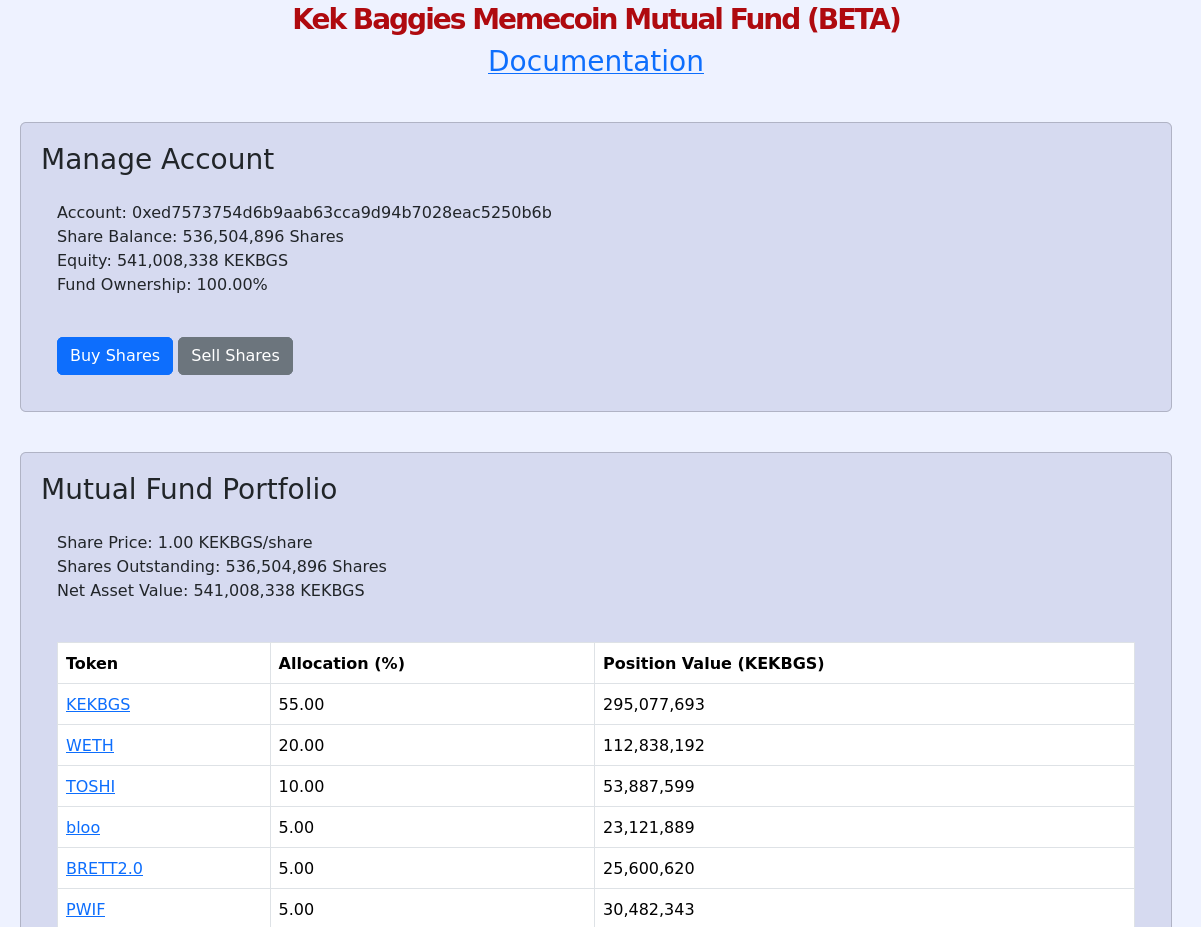 Kek Baggies Memecoin Mutual Fund (BETA)
Documentation
Manage Account
Account: 0xed7573754d6b9aab63cca9d94b7028eac5250b6b
Share Balance: 536,504,896 Shares
Equity: 541,008,338 KEKBGS
Fund Ownership: 100.00%
Buy Shares Sell Shares
Mutual Fund Portfolio
Share Price: 1.00 KEKBGS/share
Shares Outstanding: 536,504,896 Shares
Net Asset Value: 541,008,338 KEKBGS
Token Allocation (%) Position Value (KEKBGS)
KEKBGS 55.00 295,077,693
WETH 20.00 112,838,192
TOSHI 10.00 53,887,599
bloo 5.00 23,121,889
BRETT2.0 5.00 25,600,620
PWIF 5.00 30,482,343